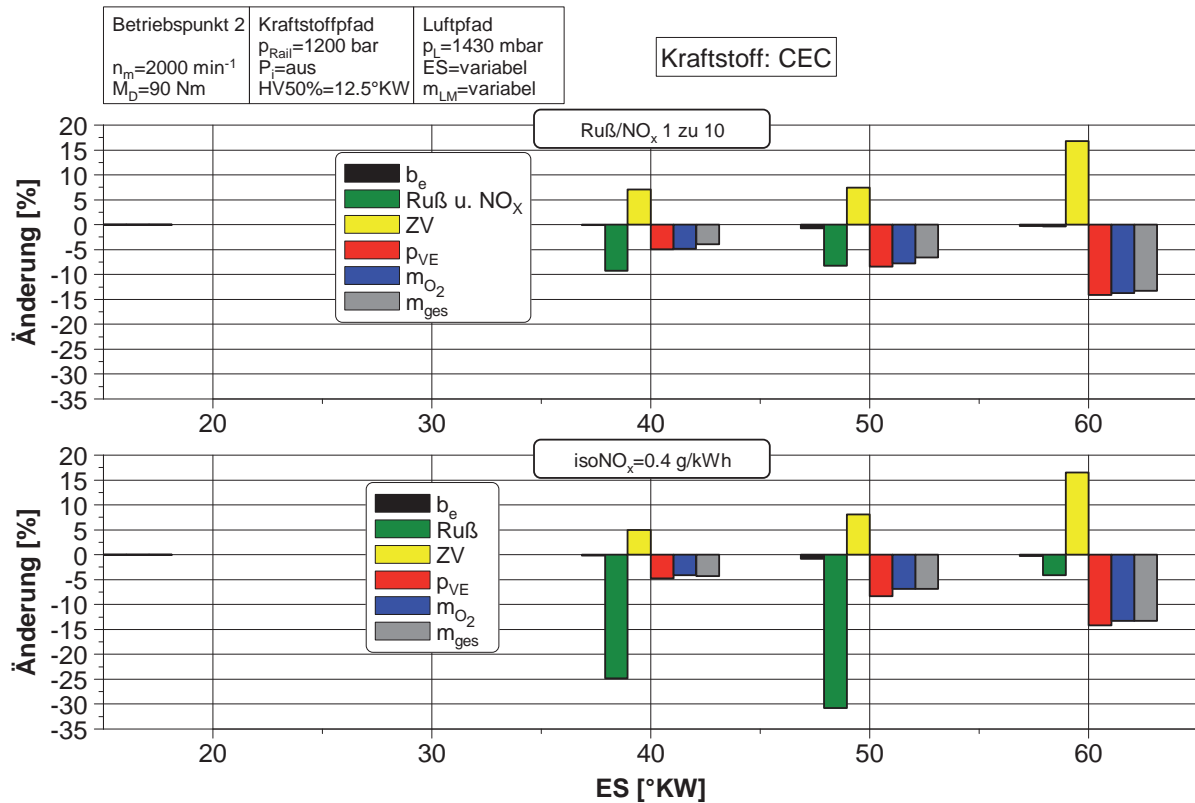 Betriebspunkt 2
n_m=2000 min^-1
M_D=90 Nm
Kraftstoffpfad
p_Rail=1200 bar
P_i=aus
HV50%=12.5°KW
Luftpfad
p_L=1430 mbar
ES=variabel
m_LM=variabel
Kraftstoff: CEC
Ruß/NO_x 1 zu 10
Änderung [%]
20
15
10
5
0
-5
-10
-15
-20
-25
-30
-35
b_e
Ruß u. NO_X
ZV
p_VE
m_O_2
m_ges
20 30 40 50 60
isoNO_x=0.4 g/kWh
Änderung [%]
20
15
10
5
0
-5
-10
-15
-20
-25
-30
-35
b_e
Ruß
ZV
p_VE
m_O_2
m_ges
20 30 40 50 60
ES [°KW]